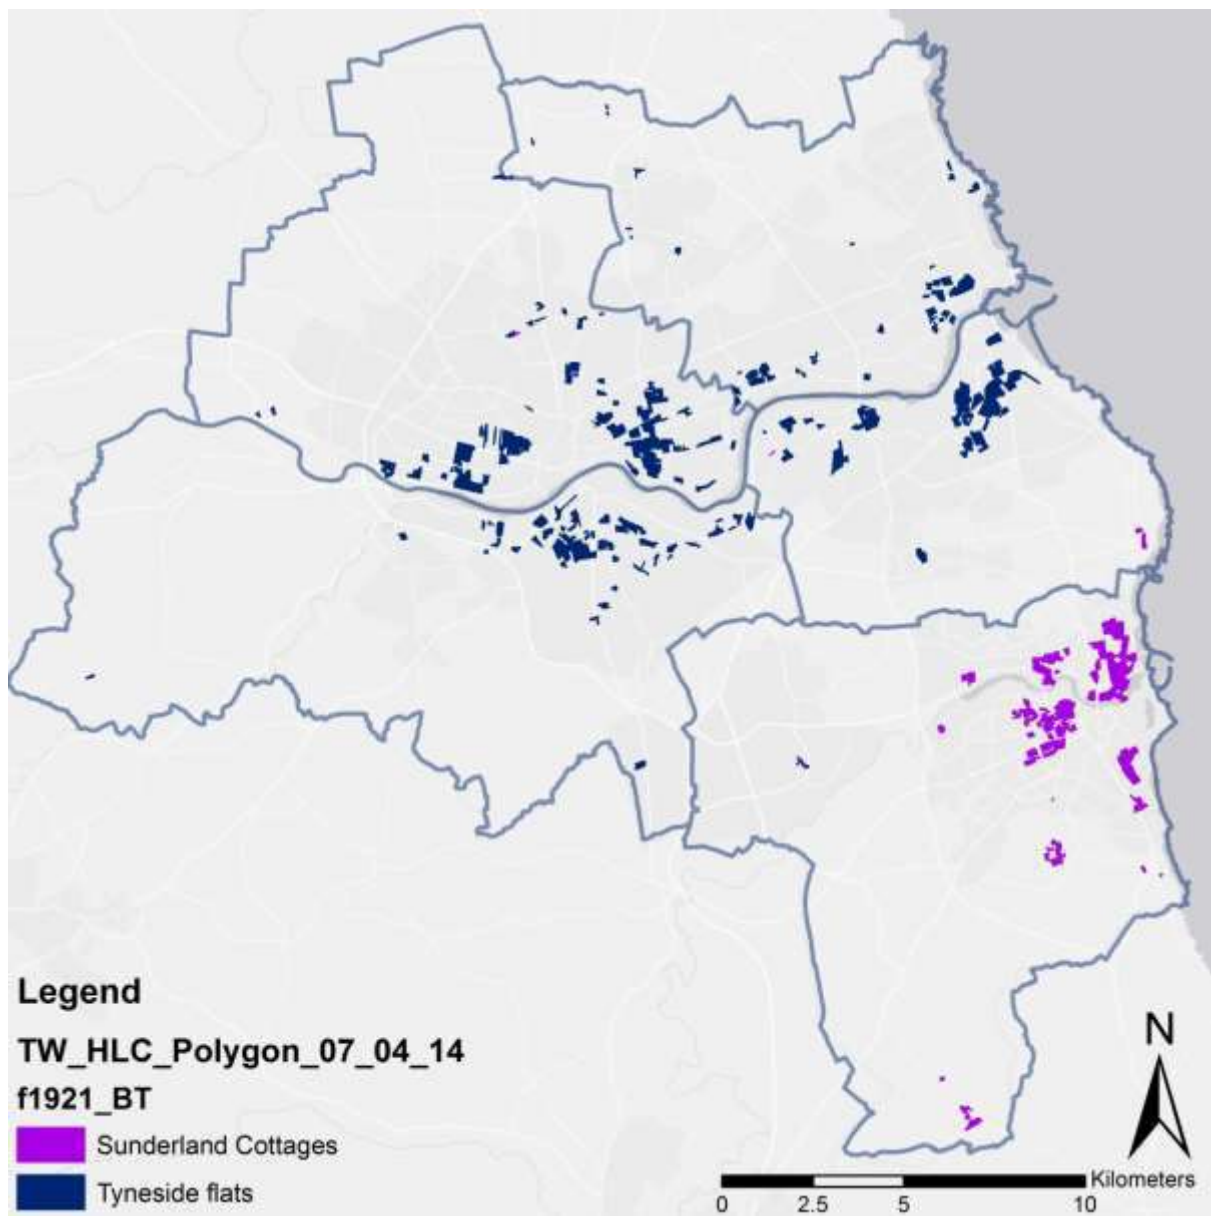 Legend
TW_HLC_Polygon_07_04_14
f1921_BT
Sunderland Cottages
Tyneside flats
N
Kilometers
0 2.5 5 10